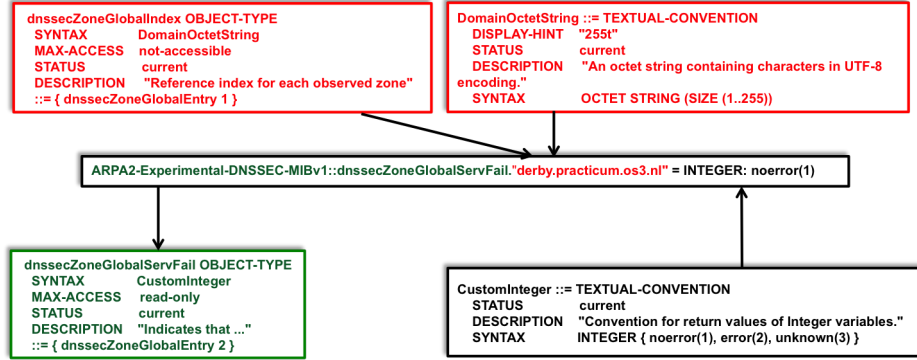 dnssecZoneGlobalIndex OBJECT-TYPE
SYNTAX DomainOctetString
MAX-ACCESS not-accessible
STATUS current
DESCRIPTION "Reference index for each observed zone"
::= { dnssecZoneGlobalEntry 1 }
DomainOctetString ::= TEXTUAL-CONVENTION
DISPLAY-HINT "255t"
STATUS current
DESCRIPTION "An octet string containing characters in UTF-8
encoding."
SYNTAX OCTET STRING (SIZE (1..255))
ARPA2-Experimental-DNSSEC-MIBv1::dnssecZoneGlobalServFail."derby.practicum.os3.nl" = INTEGER: noerror(1)
dnssecZoneGlobalServFail OBJECT-TYPE
SYNTAX CustomInteger
MAX-ACCESS read-only
STATUS current
DESCRIPTION "Indicates that ..."
::= { dnssecZoneGlobalEntry 2 }
CustomInteger ::= TEXTUAL-CONVENTION
STATUS current
DESCRIPTION "Convention for return values of Integer variables."
SYNTAX INTEGER { noerror(1), error(2), unknown(3) }